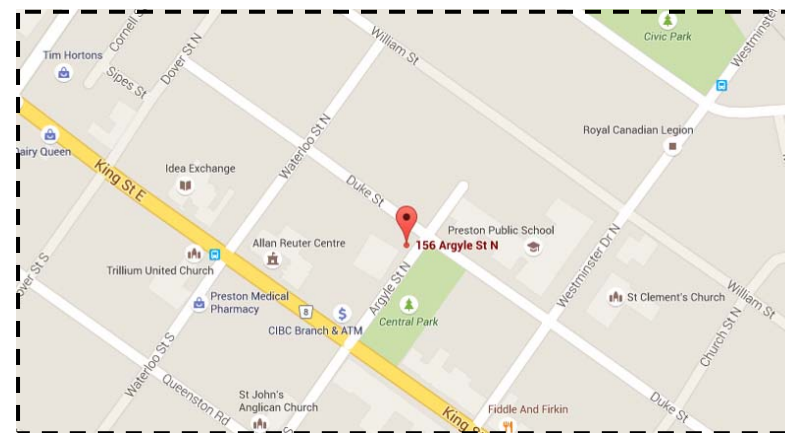 Cornell St
Dover St N
William St
Civic Park
Westminster
Tim Hortons
Sipes St
Waterloo St N
Royal Canadian Legion
Dairy Queen
King St E
Idea Exchange
Duke St
Allan Reuter Centre
156 Argyle St N
Preston Public School
Trillium United Church
Argyle St N
Westminster Dr N
Preston Medical
Pharmacy
8
$
CIBC Branch & ATM
Central Park
St Clement's Church
William St
Church St N
Waterloo St S
Queenston Rd
St John's
Anglican Church
Fiddle And Firkin
Duke St
King S